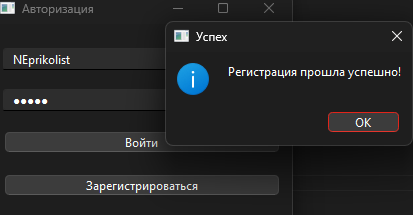 Авторизация
NEprikolist
●●●●●
Войти
Зарегистрироваться
Успех
Регистрация прошла успешно!
OK